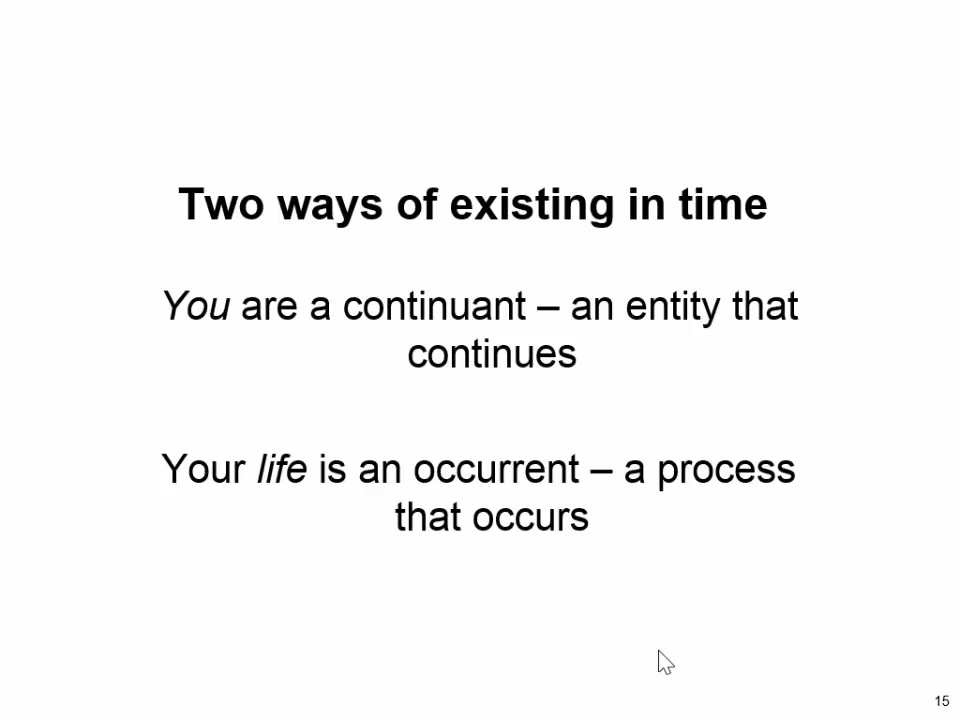 Two ways of existing in time
You are a continuant – an entity that
continues
Your life is an occurrent – a process
that occurs
15